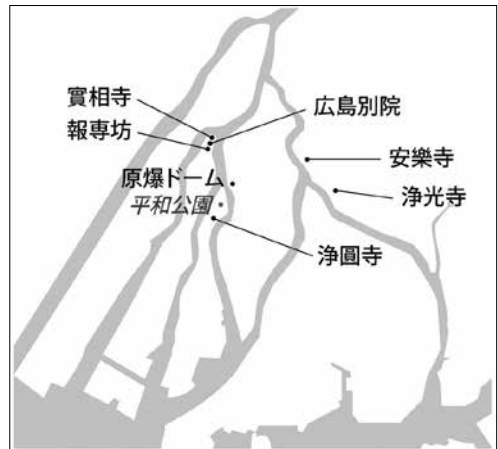 實相寺
広島別院
報専坊
安樂寺
原爆ドーム
浄光寺
平和公園
浄圓寺